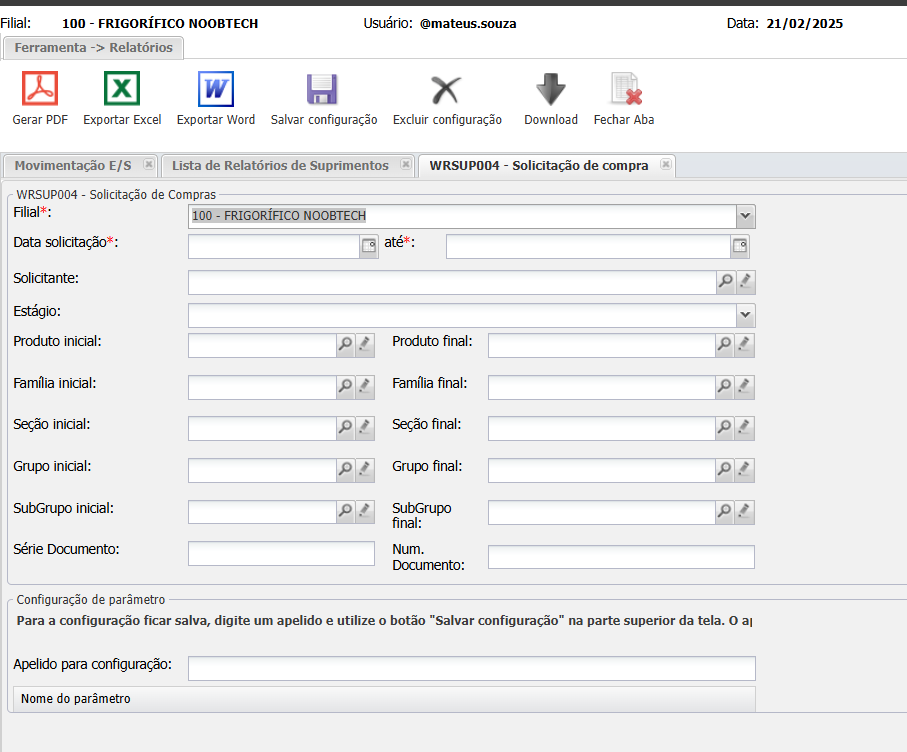 Filial: 100 - FRIGORÍFICO NOOBTECH Usuário: @mateus.souza Data: 21/02/2025
Ferramenta -> Relatórios
Gerar PDF Exportar Excel Exportar Word Salvar configuração Excluir configuração Download Fechar Aba
Movimentação E/S Lista de Relatórios de Suprimentos WRSUP004 - Solicitação de compra
WRSUP004 - Solicitação de Compras
Filial*: 100 - FRIGORÍFICO NOOBTECH
Data solicitação*: até*:
Solicitante:
Estágio:
Produto inicial: Produto final:
Família inicial: Família final:
Seção inicial: Seção final:
Grupo inicial: Grupo final:
SubGrupo inicial: SubGrupo
final:
Série Documento: Num.
Documento:
Configuração de parâmetro
Para a configuração ficar salva, digite um apelido e utilize o botão "Salvar configuração" na parte superior da tela. O
Apelido para configuração:
Nome do parâmetro